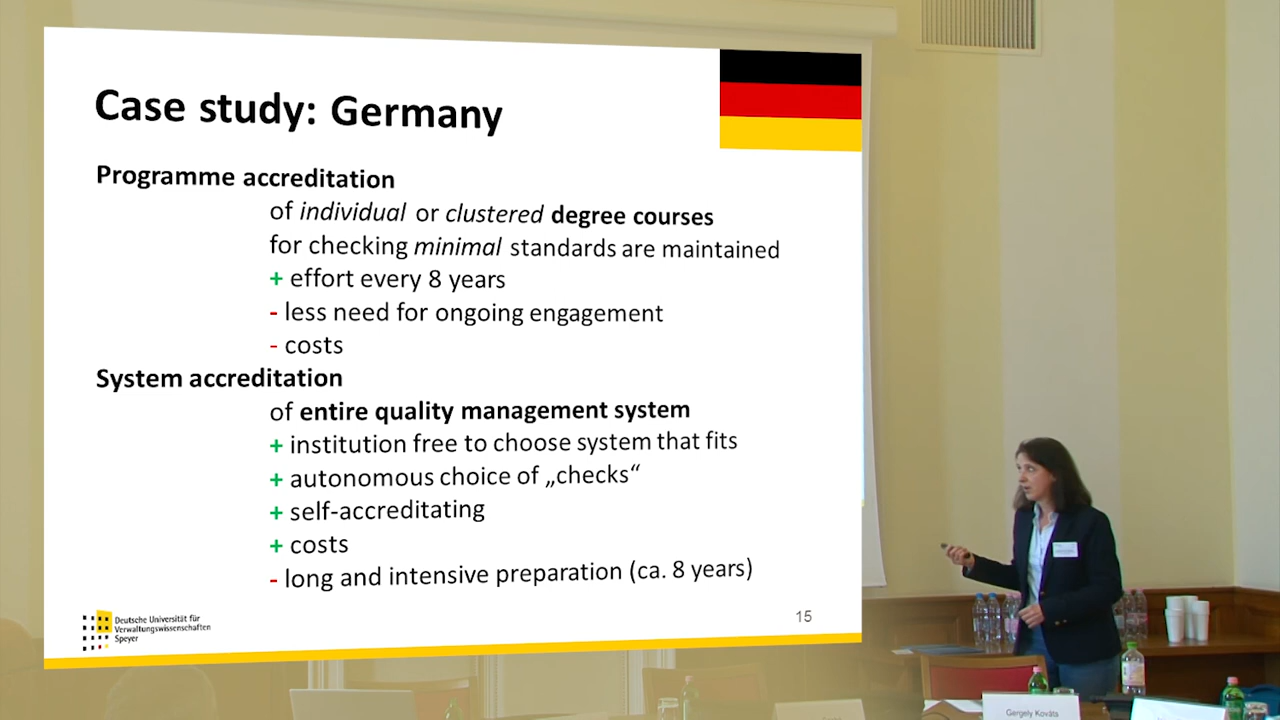 Case study: Germany
Programme accreditation
of individual or clustered degree courses
for checking minimal standards are maintained
+ effort every 8 years
- less need for ongoing engagement
- costs
System accreditation
of entire quality management system
+ institution free to choose system that fits
+ autonomous choice of „checks“
+ self-accreditating
+ costs
- long and intensive preparation (ca. 8 years)
Deutsche Universität für
Verwaltungswissenschaften
Speyer
15
Gergely Kováts